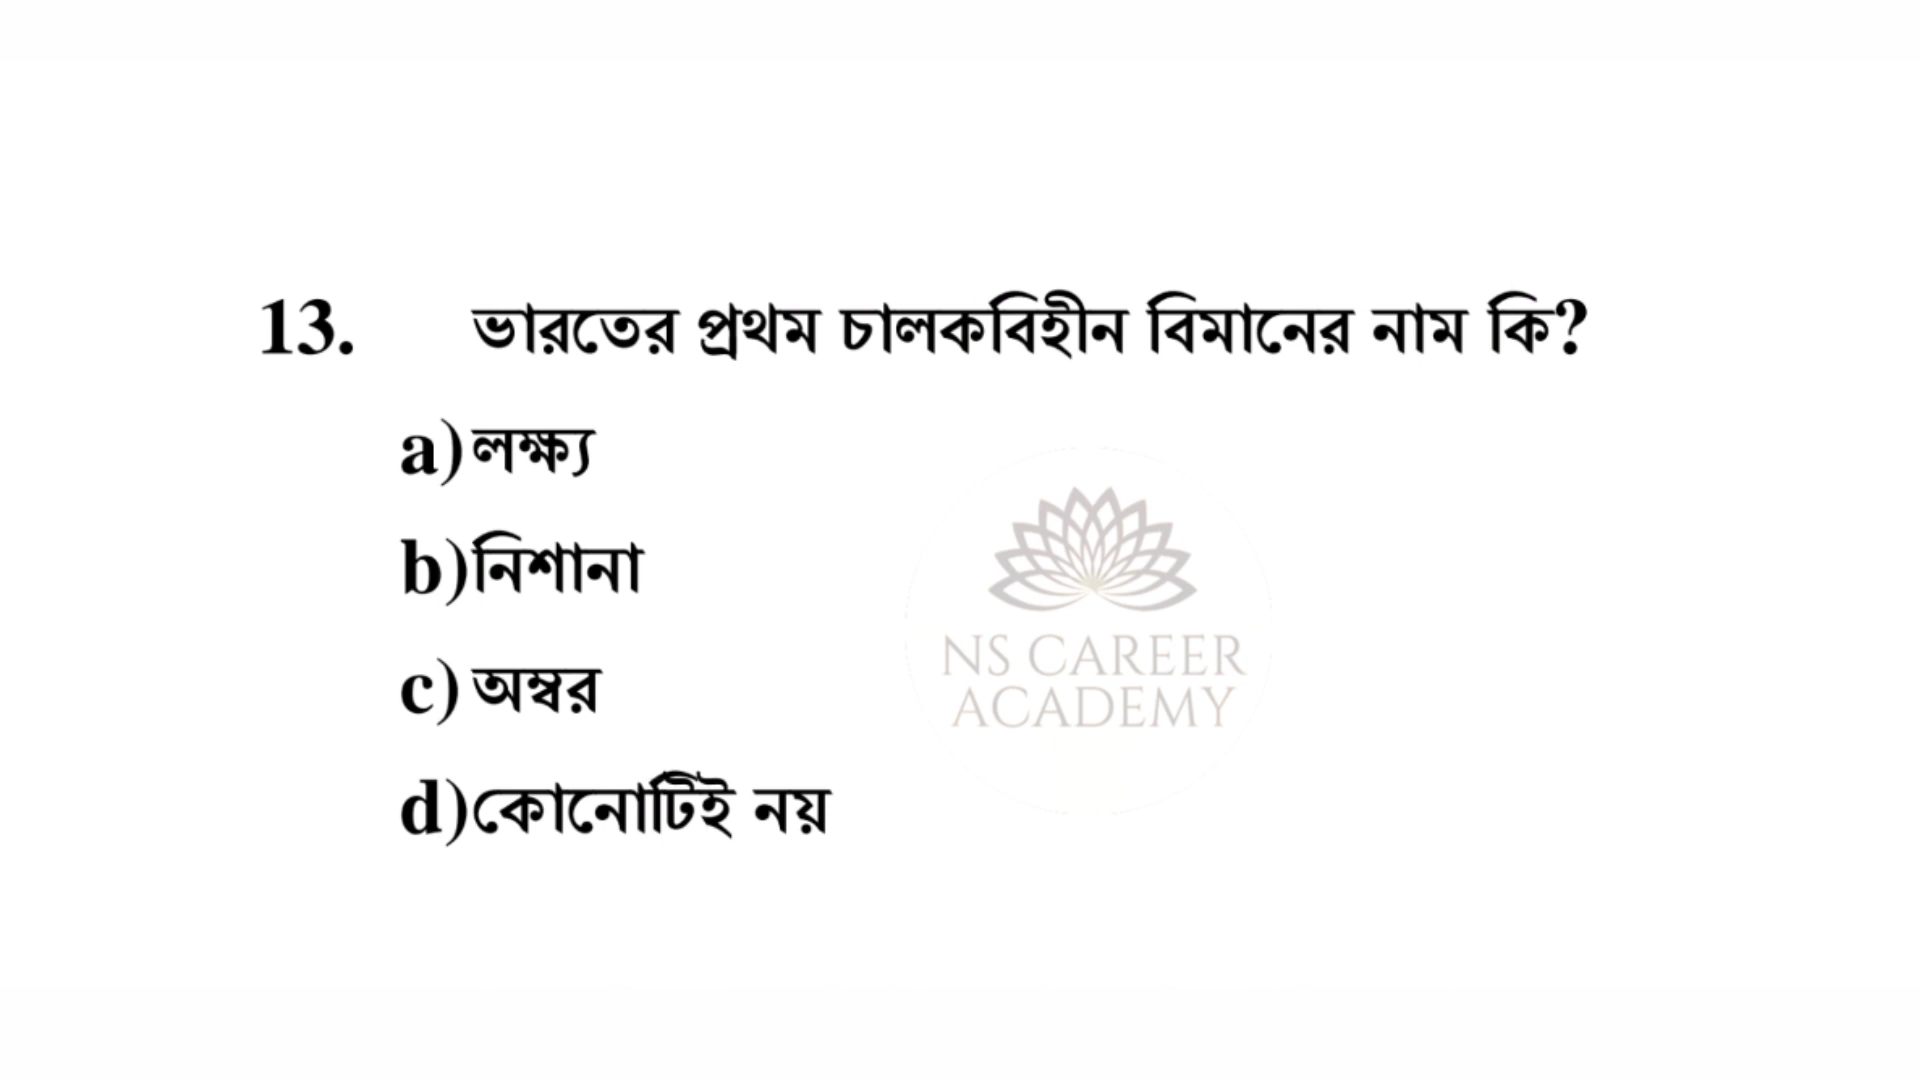 13. ভারতের প্রথম চালকবিহীন বিমানের নাম কি?
a) লক্ষ্য
b) নিশানা
c) অম্বর
d) কোনোটিই নয়
NS CAREER
ACADEMY